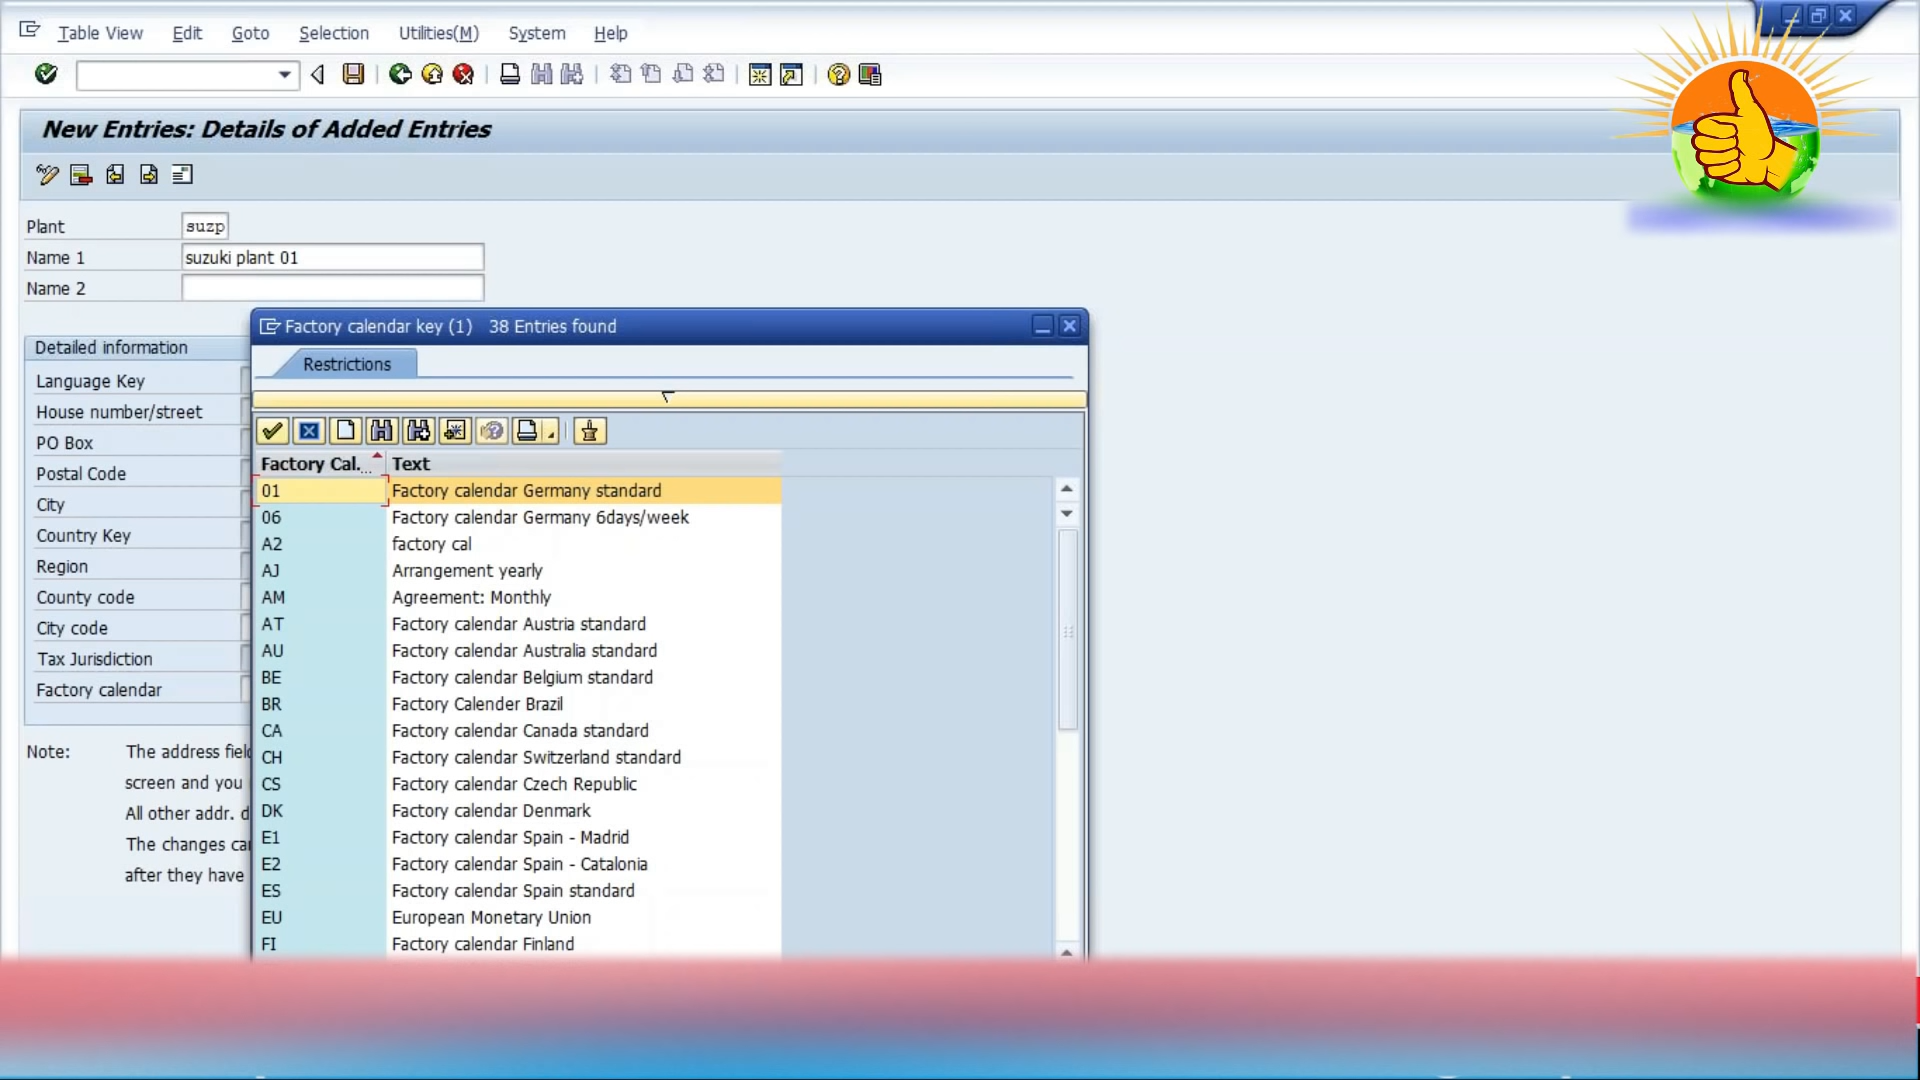 Table View Edit Goto Selection Utilities(M) System Help
New Entries: Details of Added Entries
Plant suzp
Name 1 suzuki plant 01
Name 2
Factory calendar key (1) 38 Entries found
Restrictions
Detailed information
Language Key
House number/street
PO Box
Postal Code
City
Country Key
Region
County code
City code
Tax Jurisdiction
Factory calendar
Factory Cal... Text
01 Factory calendar Germany standard
06 Factory calendar Germany 6days/week
A2 factory cal
AJ Arrangement yearly
AM Agreement: Monthly
AT Factory calendar Austria standard
AU Factory calendar Australia standard
BE Factory calendar Belgium standard
BR Factory Calender Brazil
CA Factory calendar Canada standard
CH Factory calendar Switzerland standard
CS Factory calendar Czech Republic
DK Factory calendar Denmark
E1 Factory calendar Spain - Madrid
E2 Factory calendar Spain - Catalonia
ES Factory calendar Spain standard
EU European Monetary Union
FI Factory calendar Finland
Note: The address
screen and you
All other addr.
The changes
after they have